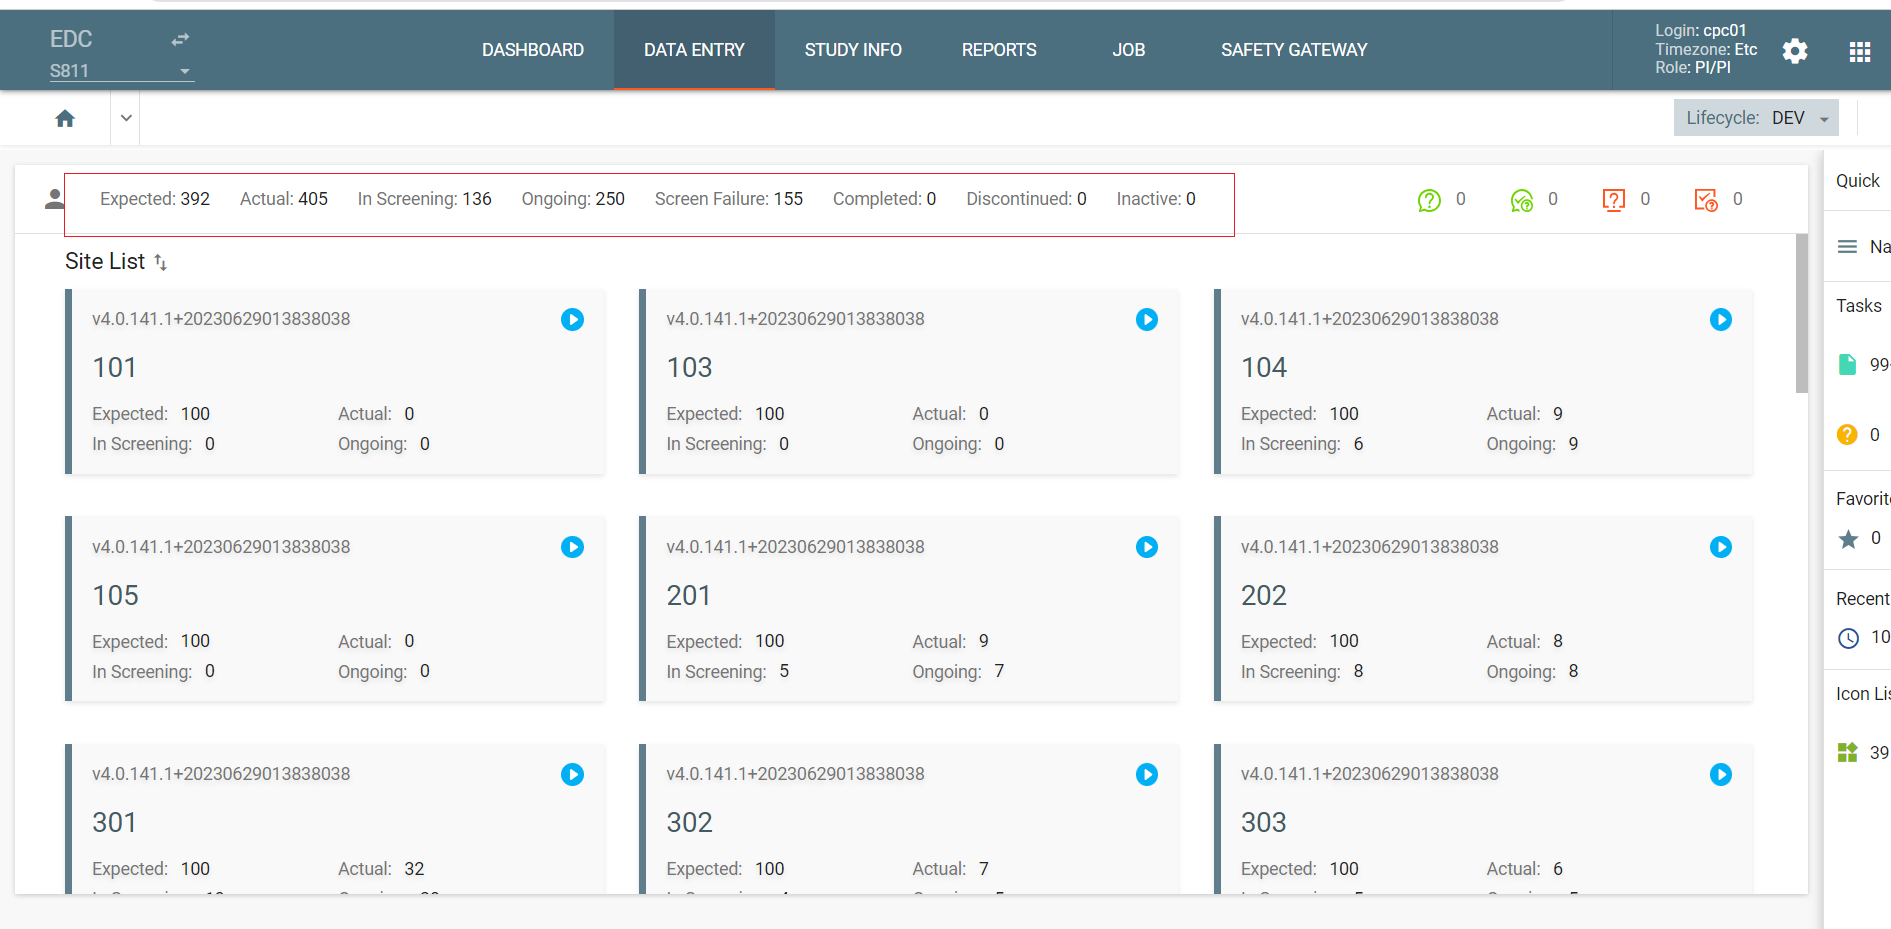 EDC
S811
DASHBOARD DATA ENTRY STUDY INFO REPORTS JOB SAFETY GATEWAY
Login: cpc01
Timezone: Etc
Role: PI/PI
Lifecycle: DEV
Expected: 392 Actual: 405 In Screening: 136 Ongoing: 250 Screen Failure: 155 Completed: 0 Discontinued: 0 Inactive: 0
0 0 0 0
Site List
v4.0.141.1+20230629013838038
101
Expected: 100 Actual: 0
In Screening: 0 Ongoing: 0
v4.0.141.1+20230629013838038
103
Expected: 100 Actual: 0
In Screening: 0 Ongoing: 0
v4.0.141.1+20230629013838038
104
Expected: 100 Actual: 9
In Screening: 6 Ongoing: 9
v4.0.141.1+20230629013838038
105
Expected: 100 Actual: 0
In Screening: 0 Ongoing: 0
v4.0.141.1+20230629013838038
201
Expected: 100 Actual: 9
In Screening: 5 Ongoing: 7
v4.0.141.1+20230629013838038
202
Expected: 100 Actual: 8
In Screening: 8 Ongoing: 8
v4.0.141.1+20230629013838038
301
Expected: 100 Actual: 32
v4.0.141.1+20230629013838038
302
Expected: 100 Actual: 7
v4.0.141.1+20230629013838038
303
Expected: 100 Actual: 6
Quick
Na
Tasks
99
0
Favorit
0
Recent
10
Icon Lis
39